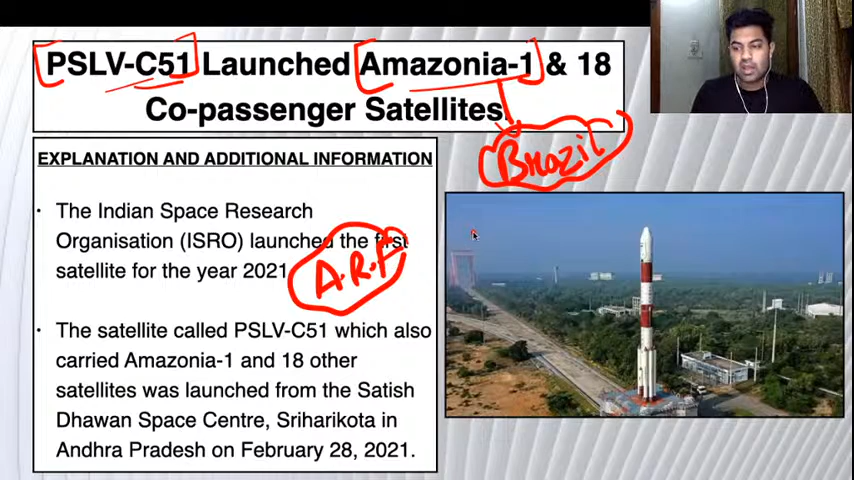 PSLV-C51 Launched Amazonia-1 & 18
Co-passenger Satellites.
Brazil
EXPLANATION AND ADDITIONAL INFORMATION
• The Indian Space Research
Organisation (ISRO) launched the first
satellite for the year 2021.
A.R.F
• The satellite called PSLV-C51 which also
carried Amazonia-1 and 18 other
satellites was launched from the Satish
Dhawan Space Centre, Sriharikota in
Andhra Pradesh on February 28, 2021.